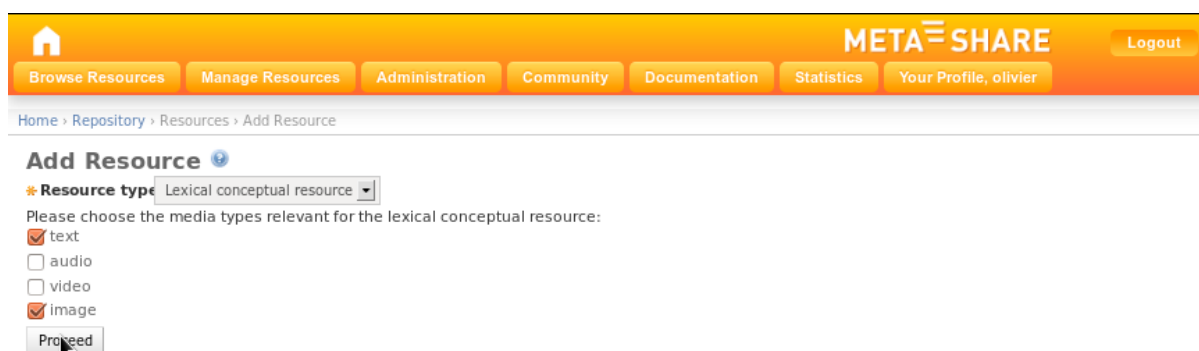 META SHARE
Logout
Browse Resources Manage Resources Administration Community Documentation Statistics Your Profile, olivier
Home › Repository › Resources › Add Resource
Add Resource ?
* Resource type Lexical conceptual resource
Please choose the media types relevant for the lexical conceptual resource:
text
audio
video
image
Proceed